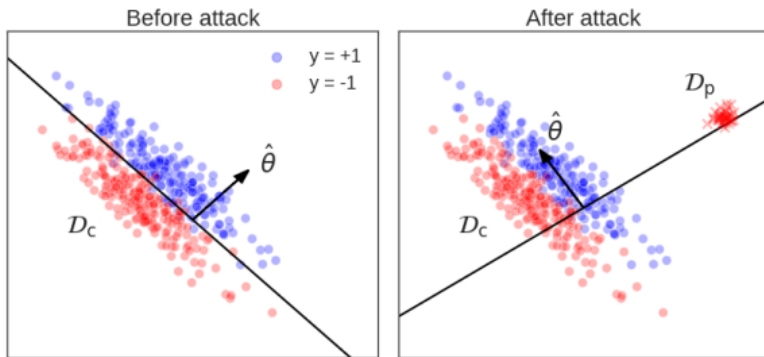 Before attack
y = +1
y = -1
θ̂
𝒟c
After attack
𝒟p
θ̂
𝒟c